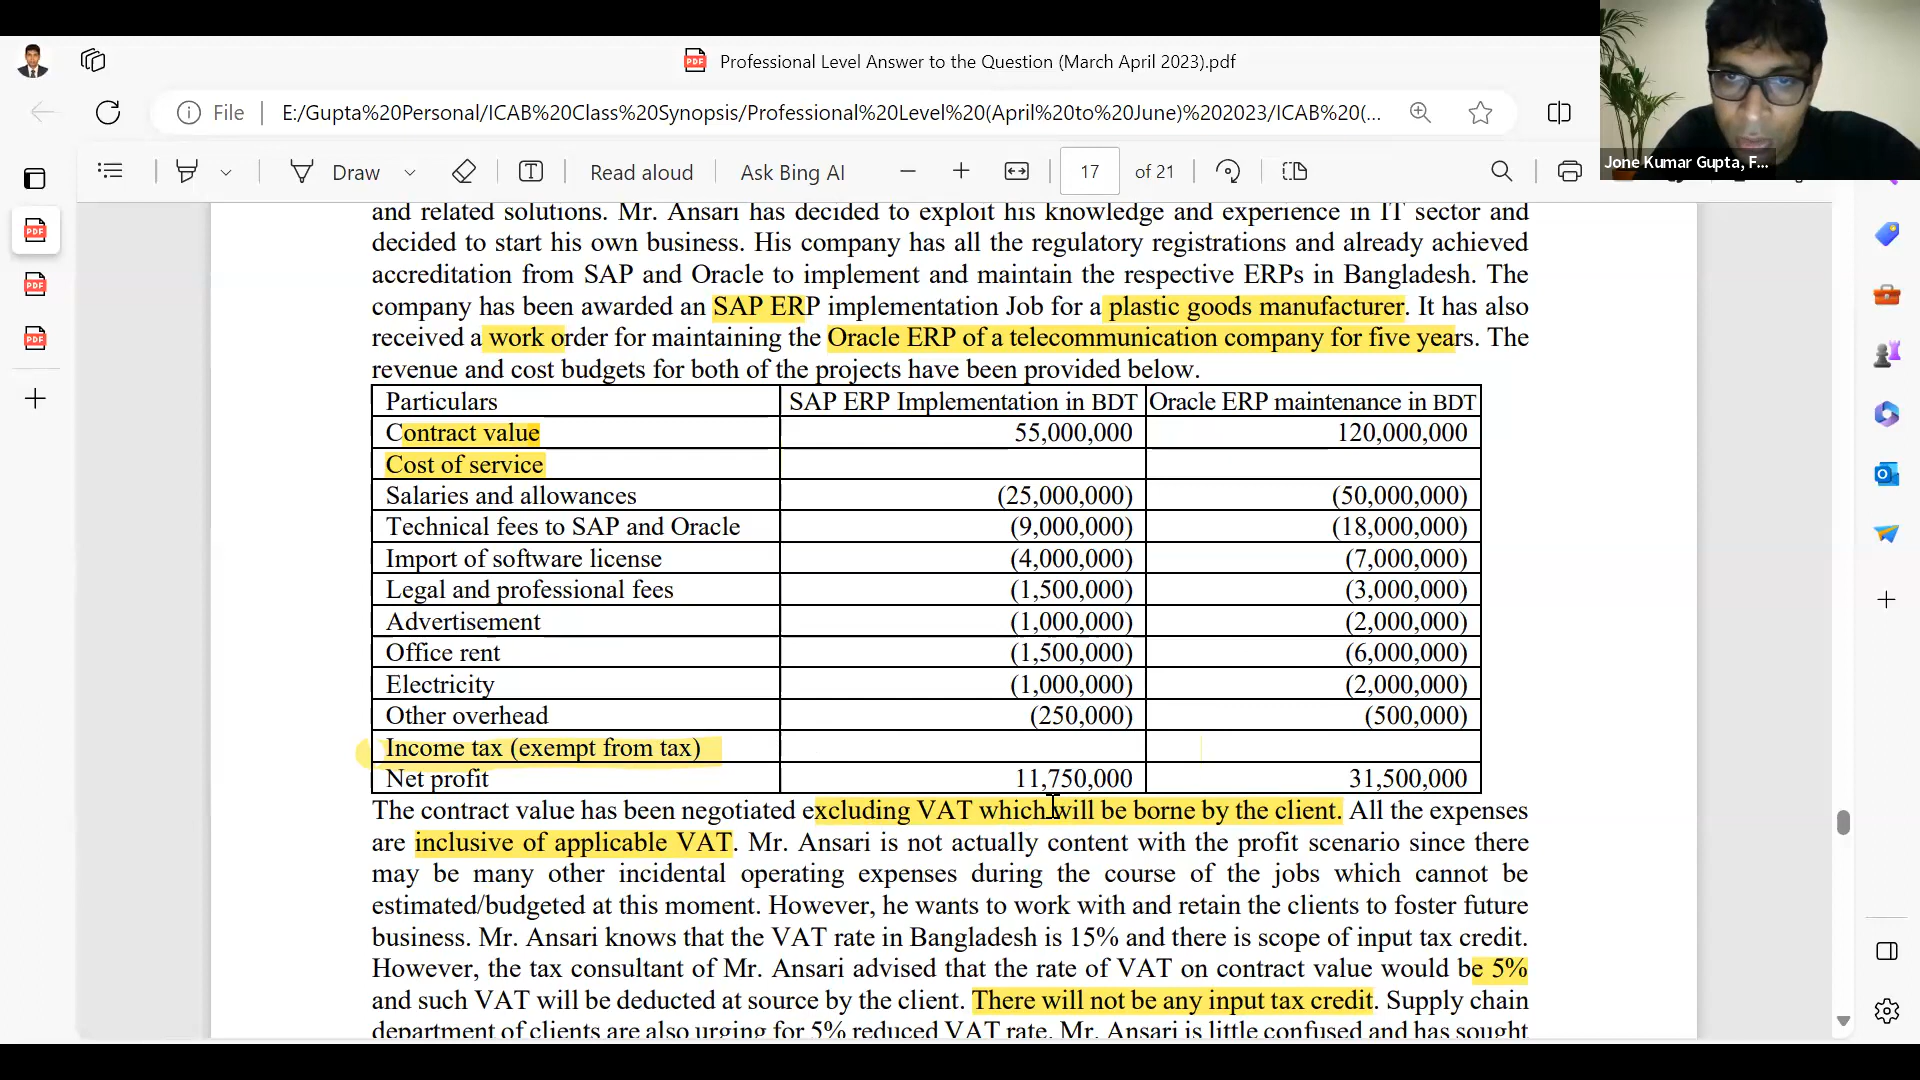 Professional Level Answer to the Question (March April 2023).pdf
File
E:/Gupta%20Personal/ICAB%20Class%20Synopsis/Professional%20Level%20(April%20to%20June)%202023/ICAB%20(...
Jone Kumar Gupta, F...
Draw
Read aloud
Ask Bing AI
17
of 21
and related solutions. Mr. Ansari has decided to exploit his knowledge and experience in IT sector and
decided to start his own business. His company has all the regulatory registrations and already achieved
accreditation from SAP and Oracle to implement and maintain the respective ERPs in Bangladesh. The
company has been awarded an SAP ERP implementation Job for a plastic goods manufacturer. It has also
received a work order for maintaining the Oracle ERP of a telecommunication company for five years. The
revenue and cost budgets for both of the projects have been provided below.
Particulars SAP ERP Implementation in BDT Oracle ERP maintenance in BDT
Contract value 55,000,000 120,000,000
Cost of service
Salaries and allowances (25,000,000) (50,000,000)
Technical fees to SAP and Oracle (9,000,000) (18,000,000)
Import of software license (4,000,000) (7,000,000)
Legal and professional fees (1,500,000) (3,000,000)
Advertisement (1,000,000) (2,000,000)
Office rent (1,500,000) (6,000,000)
Electricity (1,000,000) (2,000,000)
Other overhead (250,000) (500,000)
Income tax (exempt from tax)
Net profit 11,750,000 31,500,000
The contract value has been negotiated excluding VAT which will be borne by the client. All the expenses
are inclusive of applicable VAT. Mr. Ansari is not actually content with the profit scenario since there
may be many other incidental operating expenses during the course of the jobs which cannot be
estimated/budgeted at this moment. However, he wants to work with and retain the clients to foster future
business. Mr. Ansari knows that the VAT rate in Bangladesh is 15% and there is scope of input tax credit.
However, the tax consultant of Mr. Ansari advised that the rate of VAT on contract value would be 5%
and such VAT will be deducted at source by the client. There will not be any input tax credit. Supply chain
department of clients are also urging for 5% reduced VAT rate. Mr. Ansari is little confused and has sought